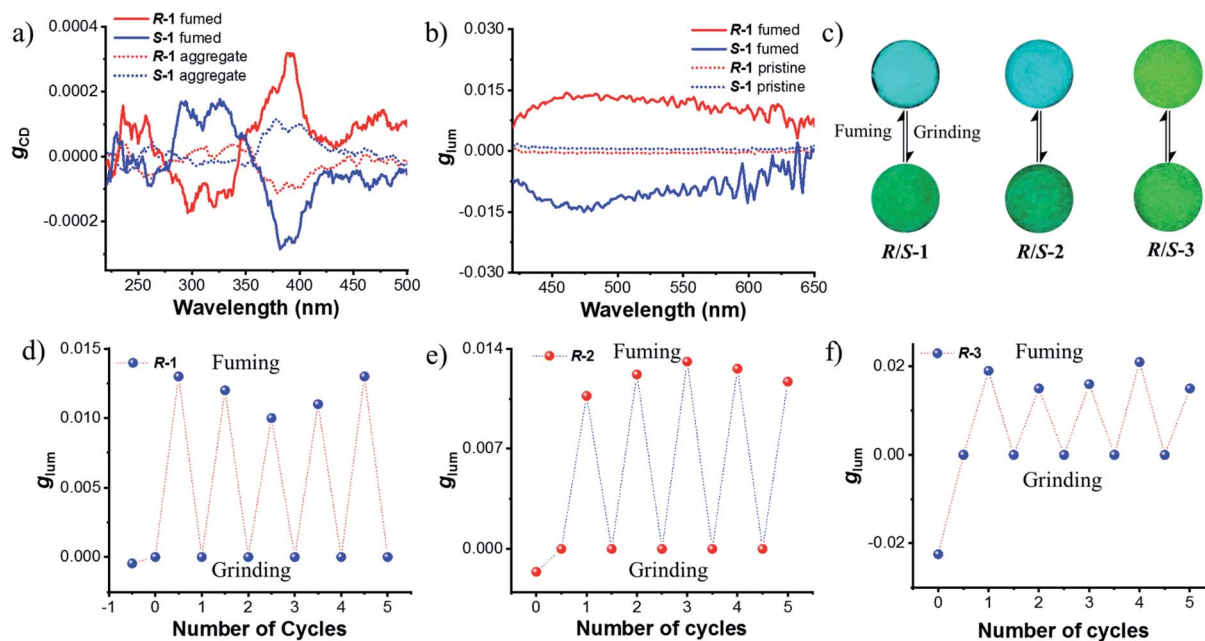 a)
0.0004
0.0002
0.0000
-0.0002
gCD
R-1 fumed
S-1 fumed
R-1 aggregate
S-1 aggregate
250 300 350 400 450 500
Wavelength (nm)
b)
0.030
0.015
0.000
-0.015
-0.030
glum
R-1 fumed
S-1 fumed
R-1 pristine
S-1 pristine
450 500 550 600 650
Wavelength (nm)
c)
Fuming Grinding
R/S-1 R/S-2 R/S-3
d)
0.015
0.010
0.005
0.000
glum
R-1
Fuming
Grinding
-1 0 1 2 3 4 5
Number of Cycles
e)
0.014
0.007
0.000
glum
R-2
Fuming
Grinding
0 1 2 3 4 5
Number of cycles
f)
0.02
0.00
-0.02
glum
R-3
Fuming
Grinding
0 1 2 3 4 5
Number of cycles